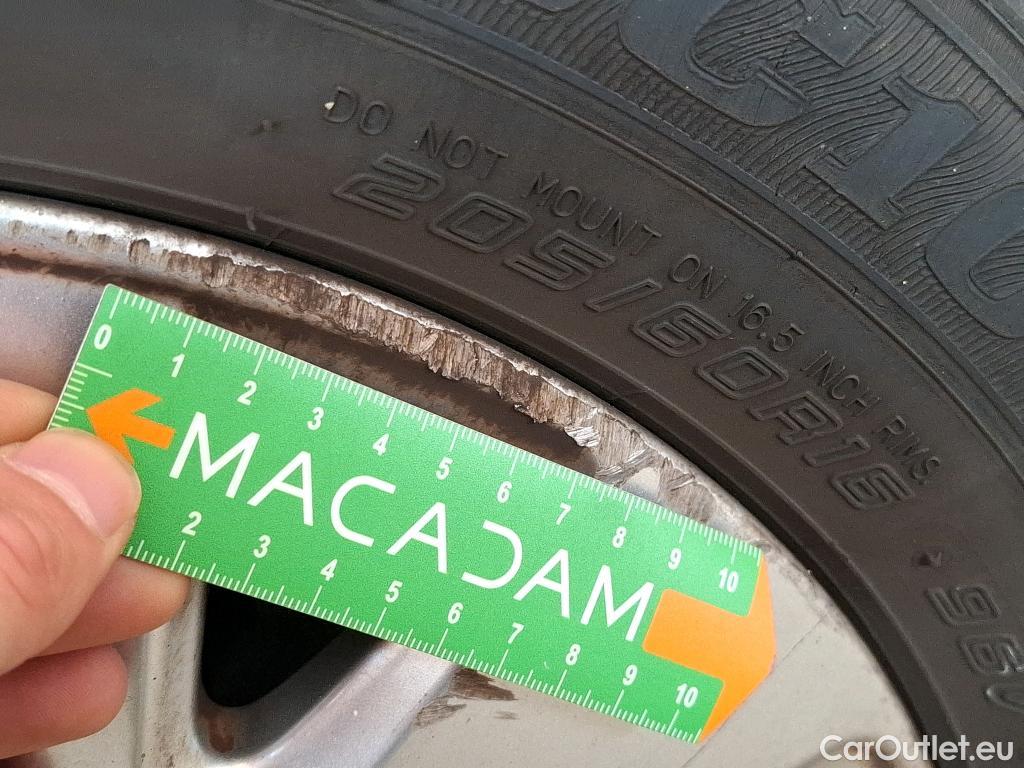 DO NOT MOUNT ON 16.5 INCH RIMS.
205/60R16
0 1 2 3 4 5 6 7 8 9 10
MACADAM
2 3 4 5 6 7 8 9 10
CarOutlet.eu